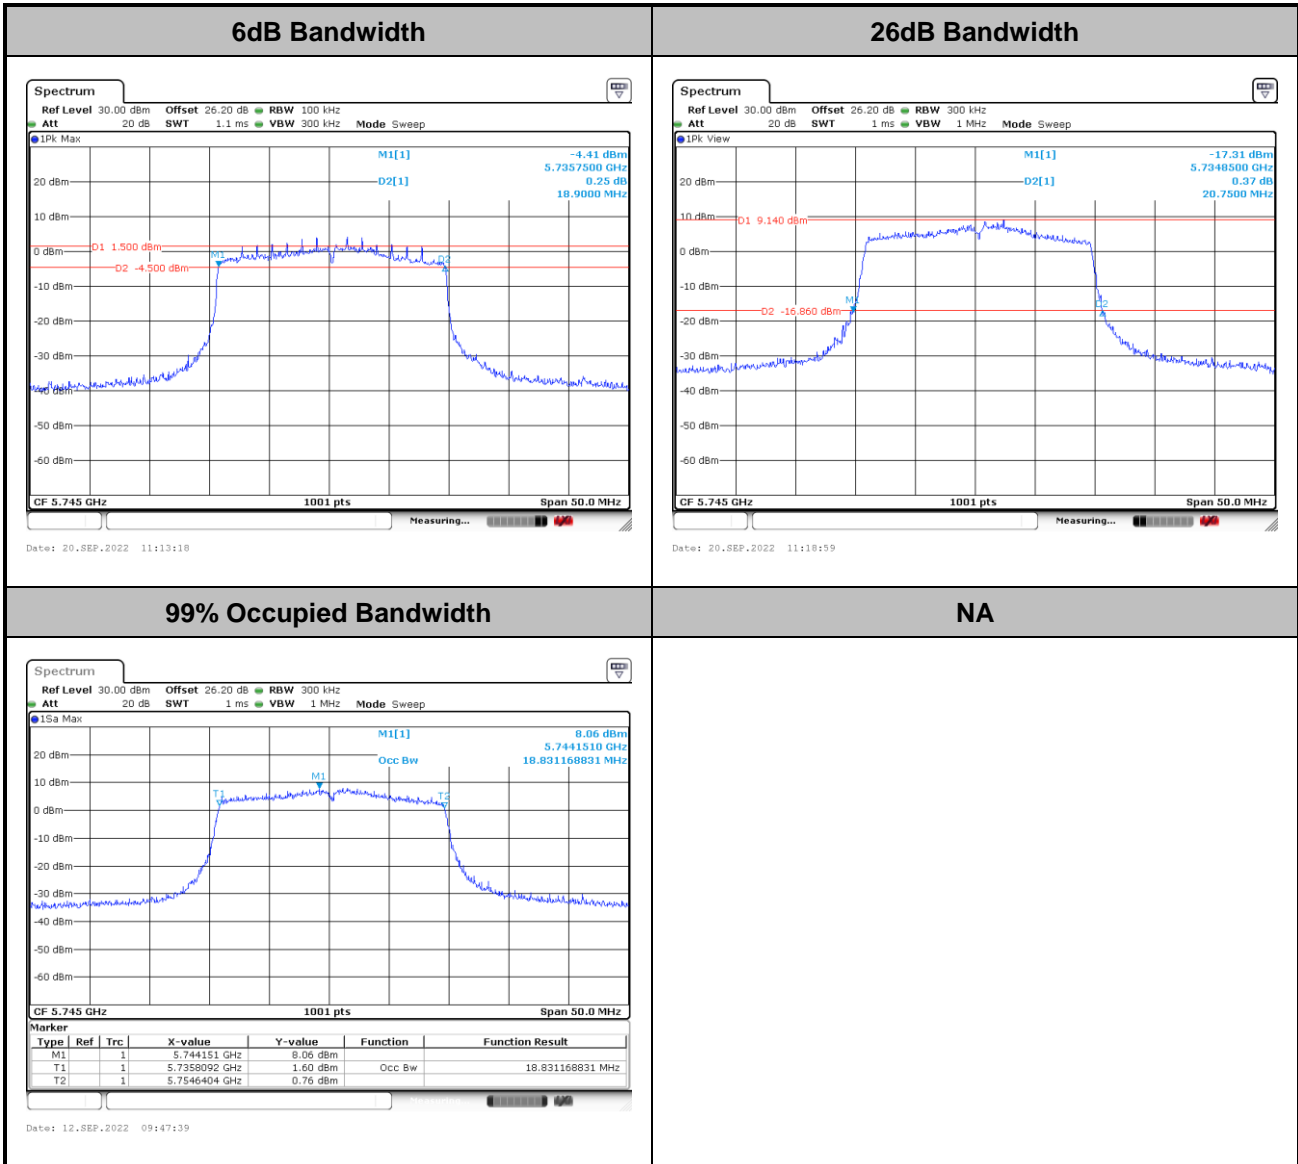 6dB Bandwidth
26dB Bandwidth
Spectrum
Ref Level 30.00 dBm Offset 26.20 dB RBW 100 kHz
Att 20 dB SWT 1.1 ms VBW 300 kHz Mode Sweep
1Pk Max
M1[1] -4.41 dBm
5.7357500 GHz
D2[1] 0.25 dB
18.9000 MHz
20 dBm
10 dBm
D1 1.500 dBm
0 dBm
M1
D2
D2 -4.500 dBm
-10 dBm
-20 dBm
-30 dBm
-40 dBm
-50 dBm
-60 dBm
CF 5.745 GHz 1001 pts Span 50.0 MHz
Measuring...
Date: 20.SEP.2022 11:13:18
Spectrum
Ref Level 30.00 dBm Offset 26.20 dB RBW 300 kHz
Att 20 dB SWT 1 ms VBW 1 MHz Mode Sweep
1Pk View
M1[1] -17.31 dBm
5.7348500 GHz
D2[1] 0.37 dB
20.7500 MHz
20 dBm
10 dBm
D1 9.140 dBm
0 dBm
-10 dBm
M1
D2
D2 -16.860 dBm
-20 dBm
-30 dBm
-40 dBm
-50 dBm
-60 dBm
CF 5.745 GHz 1001 pts Span 50.0 MHz
Measuring...
Date: 20.SEP.2022 11:18:59
99% Occupied Bandwidth
NA
Spectrum
Ref Level 30.00 dBm Offset 26.20 dB RBW 300 kHz
Att 20 dB SWT 1 ms VBW 1 MHz Mode Sweep
1Sa Max
M1[1] 8.06 dBm
5.7441510 GHz
Occ Bw 18.831168831 MHz
20 dBm
M1
10 dBm
T1
T2
0 dBm
-10 dBm
-20 dBm
-30 dBm
-40 dBm
-50 dBm
-60 dBm
CF 5.745 GHz 1001 pts Span 50.0 MHz
Marker
Type Ref Trc X-value Y-value Function Function Result
M1 1 5.744151 GHz 8.06 dBm
T1 1 5.7358092 GHz 1.60 dBm Occ Bw 18.831168831 MHz
T2 1 5.7546404 GHz 0.76 dBm
Measuring...
Date: 12.SEP.2022 09:47:39